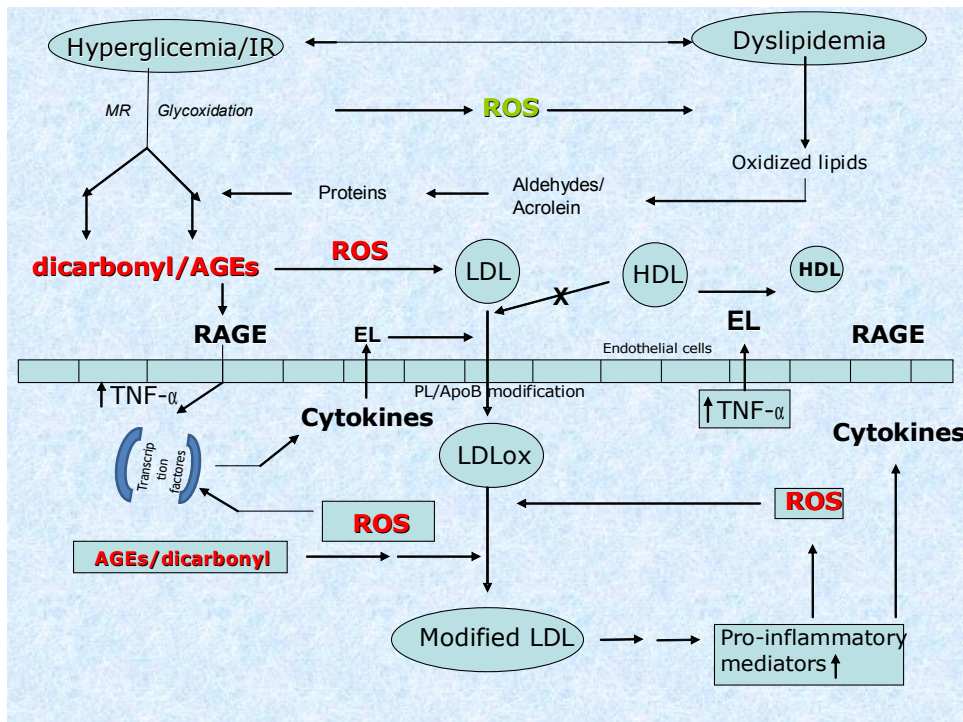 Hyperglicemia/IR
Dyslipidemia
MR Glycoxidation
ROS
Oxidized lipids
Proteins
Aldehydes/
Acrolein
dicarbonyl/AGEs
ROS
LDL
HDL
HDL
X
RAGE
EL
EL
RAGE
Endothelial cells
TNF-α
PL/ApoB modification
TNF-α
Cytokines
Cytokines
Transcrip
tion
factores
LDLox
ROS
ROS
AGEs/dicarbonyl
Modified LDL
Pro-inflammatory
mediators